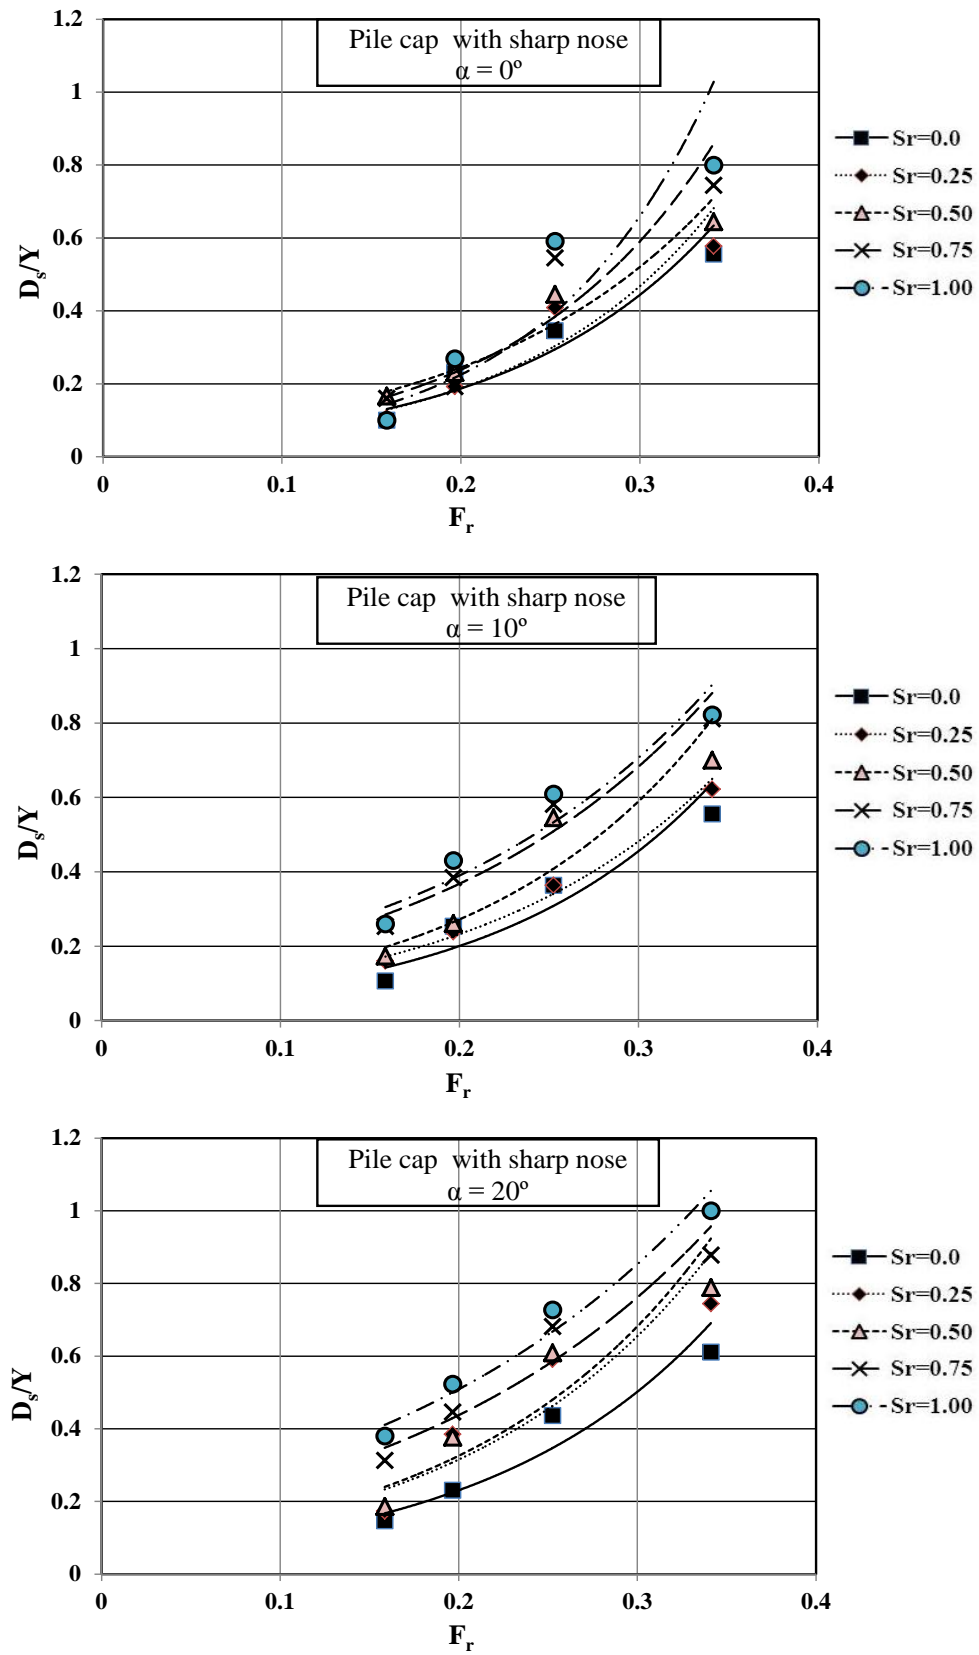 Pile cap with sharp nose
α = 0º
1.2
1
0.8
0.6
0.4
0.2
0
Ds/Y
0
0.1
0.2
0.3
0.4
Fr
Sr=0.0
Sr=0.25
Sr=0.50
Sr=0.75
Sr=1.00
Pile cap with sharp nose
α = 10º
1.2
1
0.8
0.6
0.4
0.2
0
Ds/Y
0
0.1
0.2
0.3
0.4
Fr
Sr=0.0
Sr=0.25
Sr=0.50
Sr=0.75
Sr=1.00
Pile cap with sharp nose
α = 20º
1.2
1
0.8
0.6
0.4
0.2
0
Ds/Y
0
0.1
0.2
0.3
0.4
Fr
Sr=0.0
Sr=0.25
Sr=0.50
Sr=0.75
Sr=1.00